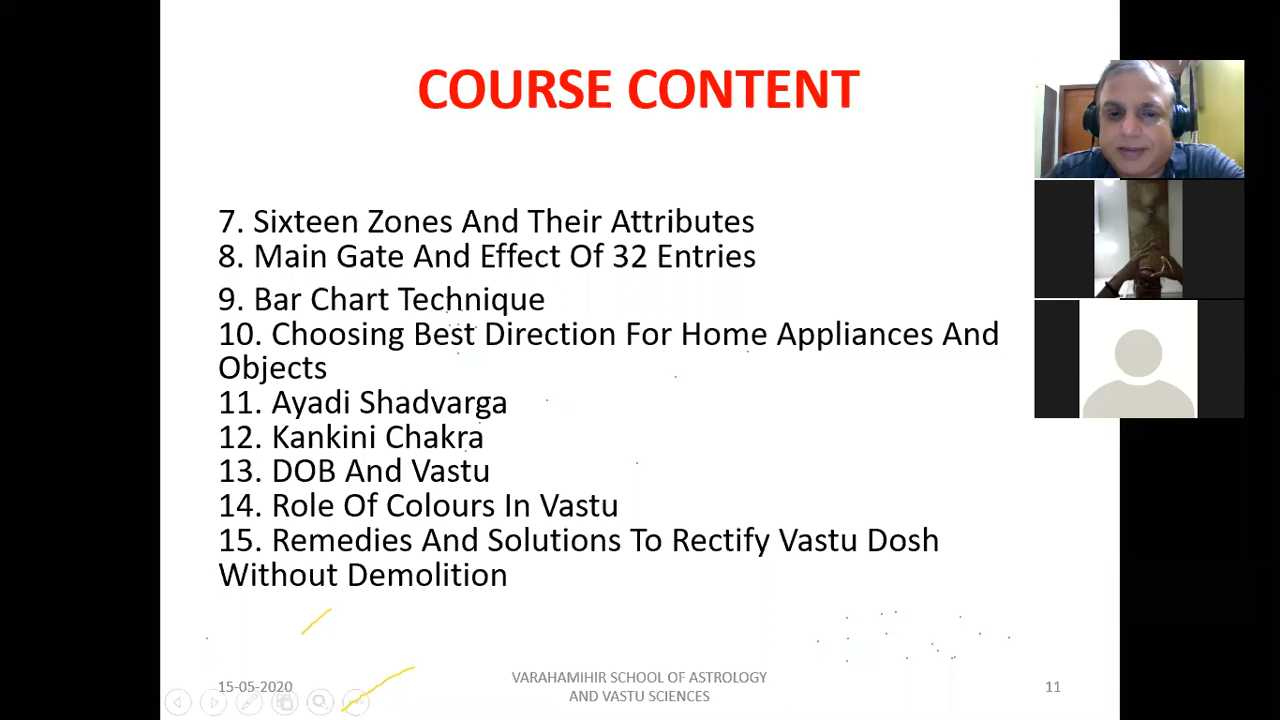 COURSE CONTENT
7. Sixteen Zones And Their Attributes
8. Main Gate And Effect Of 32 Entries
9. Bar Chart Technique
10. Choosing Best Direction For Home Appliances And
Objects
11. Ayadi Shadvarga
12. Kankini Chakra
13. DOB And Vastu
14. Role Of Colours In Vastu
15. Remedies And Solutions To Rectify Vastu Dosh
Without Demolition
15-05-2020
VARAHAMIHIR SCHOOL OF ASTROLOGY
AND VASTU SCIENCES
11